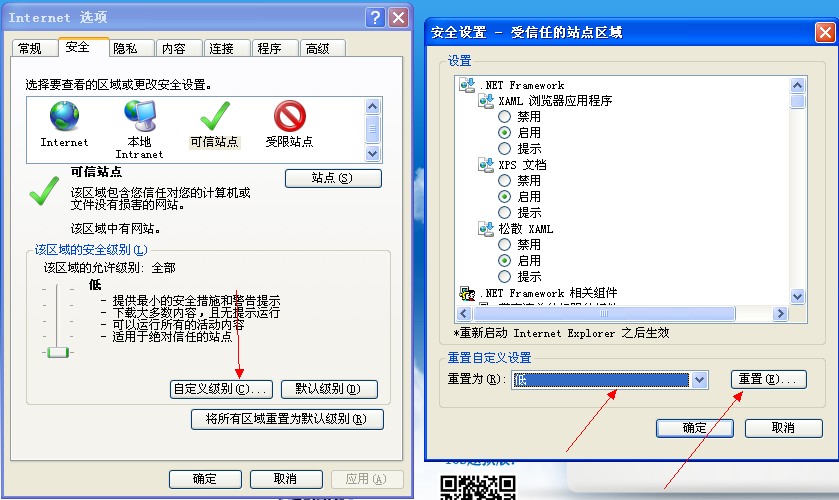 Internet 选项
常规 安全 隐私 内容 连接 程序 高级
选择要查看的区域或更改安全设置。
Internet 本地 Intranet 可信站点 受限站点
可信站点
站点(S)
该区域包含您信任对您的计算机或
文件没有损害的网站。
该区域中有网站。
该区域的安全级别(L)
该区域的允许级别: 全部
低
- 提供最小的安全措施和警告提示
- 下载大多数内容，且无提示运行
- 可以运行所有的活动内容
- 适用于绝对信任的站点
自定义级别(C)... 默认级别(D)
将所有区域重置为默认级别(R)
确定 取消 应用(A)
安全设置 - 受信任的站点区域
设置
.NET Framework
XAML 浏览器应用程序
禁用
启用
提示
XPS 文档
禁用
启用
提示
松散 XAML
禁用
启用
提示
.NET Framework 相关组件
*重新启动 Internet Explorer 之后生效
重置自定义设置
重置为(R): 低 重置(E)...
确定 取消